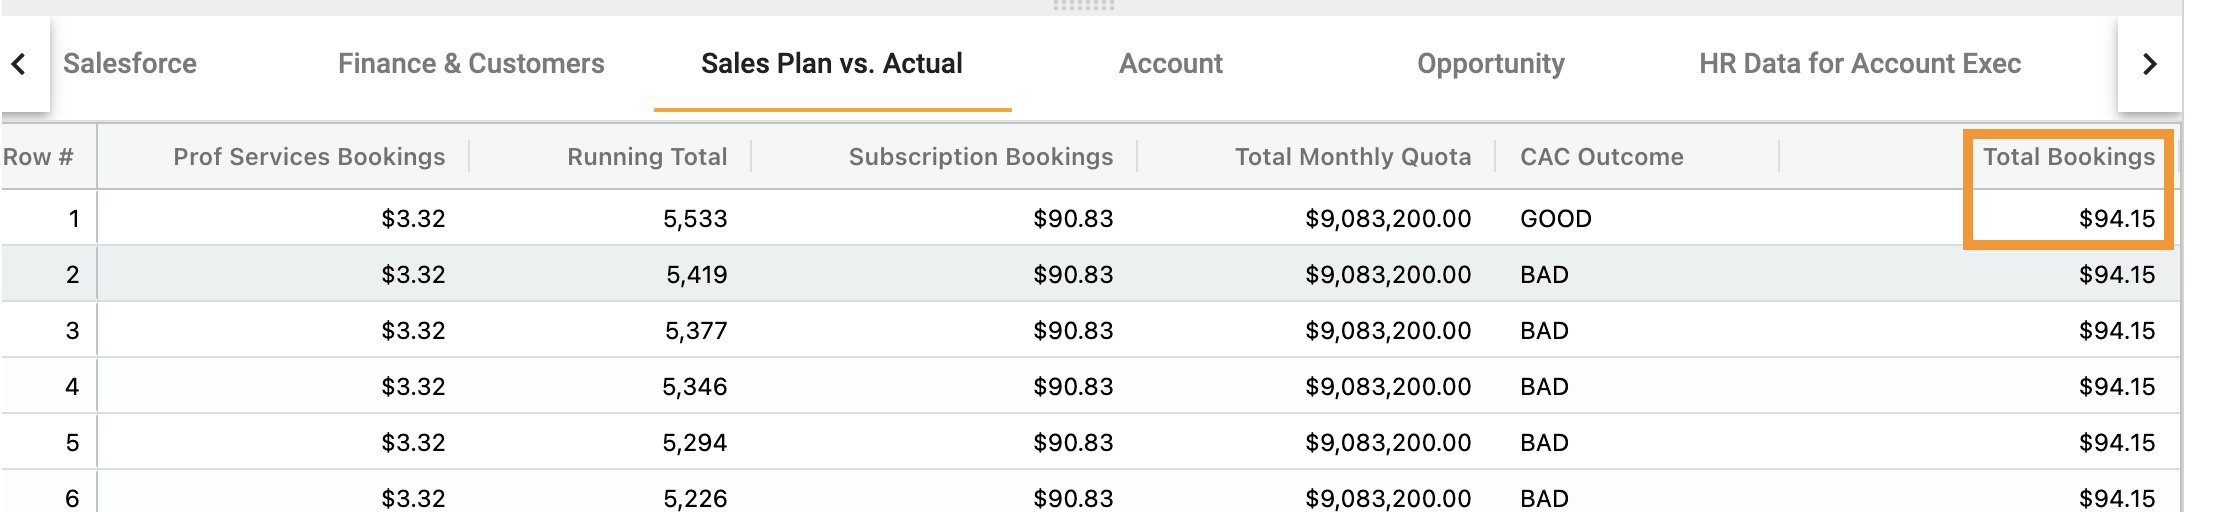 Salesforce Finance & Customers Sales Plan vs. Actual Account Opportunity HR Data for Account Exec
Row # Prof Services Bookings Running Total Subscription Bookings Total Monthly Quota CAC Outcome Total Bookings
1 $3.32 5,533 $90.83 $9,083,200.00 GOOD $94.15
2 $3.32 5,419 $90.83 $9,083,200.00 BAD $94.15
3 $3.32 5,377 $90.83 $9,083,200.00 BAD $94.15
4 $3.32 5,346 $90.83 $9,083,200.00 BAD $94.15
5 $3.32 5,294 $90.83 $9,083,200.00 BAD $94.15
6 $3.32 5,226 $90.83 $9,083,200.00 BAD $94.15